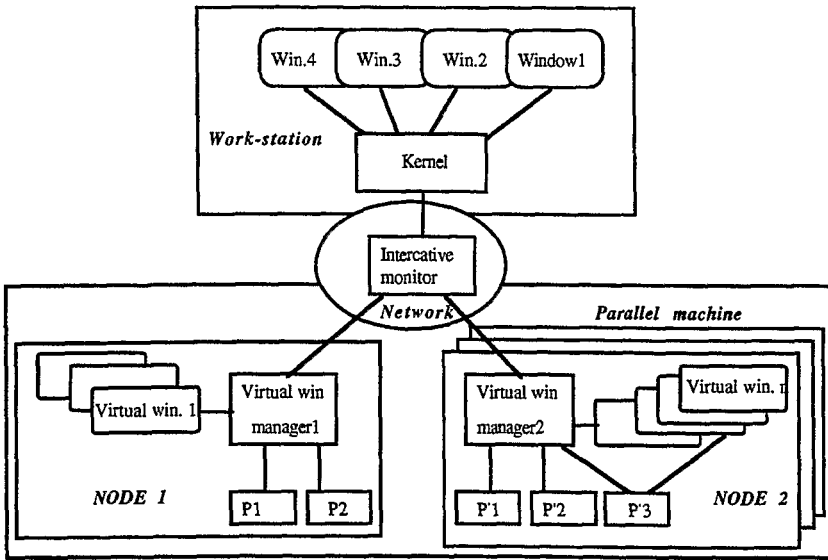 Win.4 Win.3 Win.2 Window1
Work-station
Kernel
Intercative
monitor
Network
Parallel machine
Virtual win. 1
Virtual win
manager1
NODE 1
P1 P2
Virtual win
manager2
Virtual win. n
P'1 P'2 P'3
NODE 2